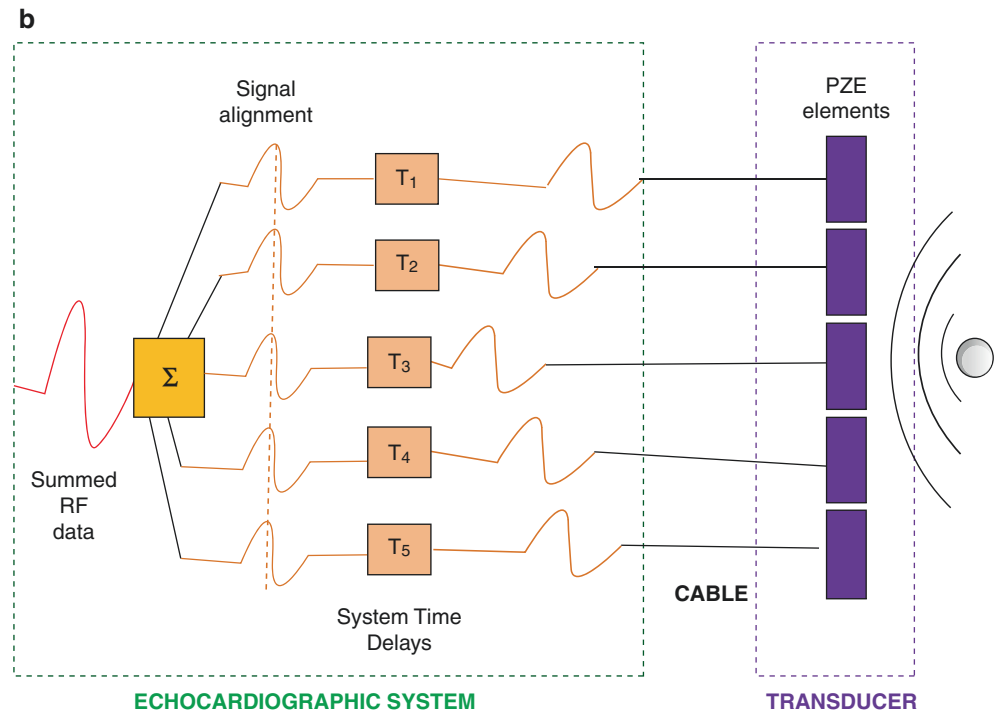 b
Signal
alignment
PZE
elements
T1
T2
T3
Σ
T4
Summed
RF
data
T5
CABLE
System Time
Delays
ECHOCARDIOGRAPHIC SYSTEM
TRANSDUCER